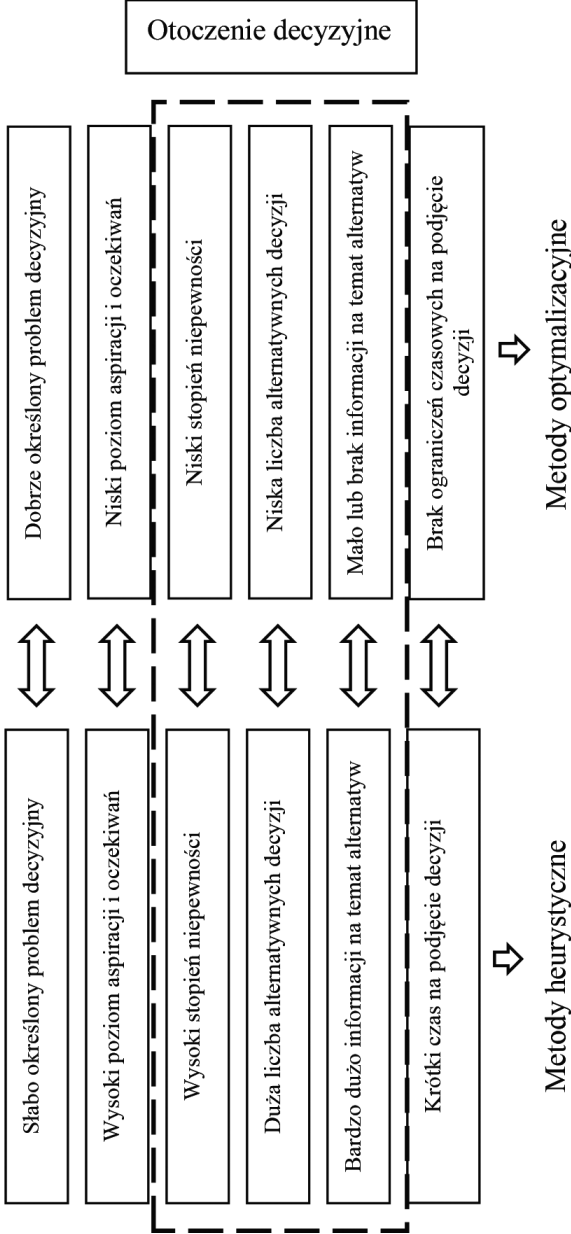 Otoczenie decyzyjne
Dobrze określony problem decyzyjny
Niski poziom aspiracji i oczekiwań
Niski stopień niepewności
Niska liczba alternatywnych decyzji
Mało lub brak informacji na temat alternatyw
Brak ograniczeń czasowych na podjęcie
decyzji
Metody optymalizacyjne
Słabo określony problem decyzyjny
Wysoki poziom aspiracji i oczekiwań
Wysoki stopień niepewności
Duża liczba alternatywnych decyzji
Bardzo dużo informacji na temat alternatyw
Krótki czas na podjęcie decyzji
Metody heurystyczne